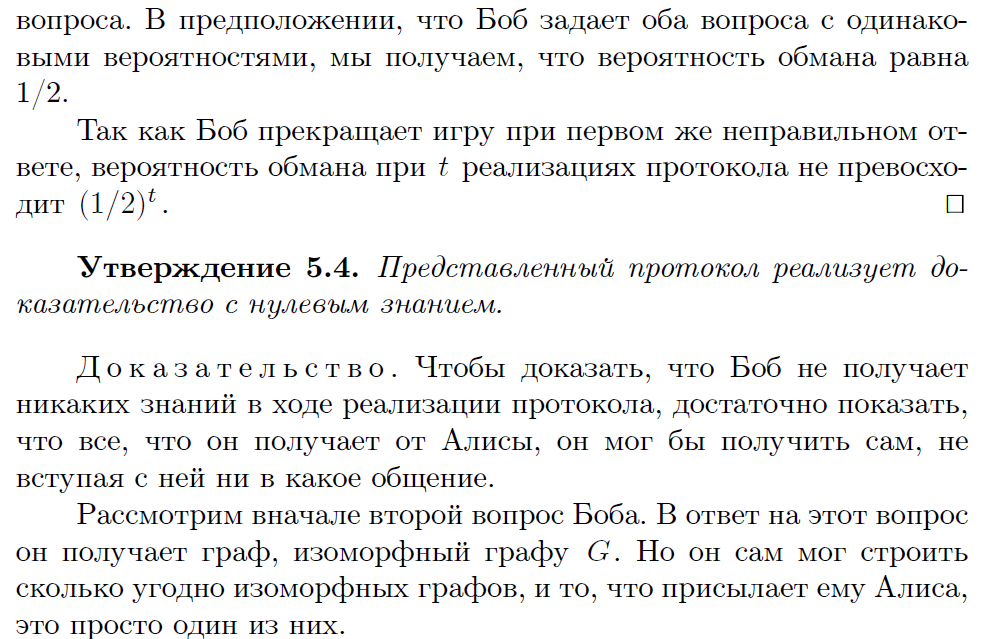 вопроса. В предположении, что Боб задает оба вопроса с одинако-
выми вероятностями, мы получаем, что вероятность обмана равна
1/2.
Так как Боб прекращает игру при первом же неправильном от-
вете, вероятность обмана при t реализациях протокола не превосхо-
дит (1/2)^t. □
Утверждение 5.4. Представленный протокол реализует до-
казательство с нулевым знанием.
Доказательство. Чтобы доказать, что Боб не получает
никаких знаний в ходе реализации протокола, достаточно показать,
что все, что он получает от Алисы, он мог бы получить сам, не
вступая с ней ни в какое общение.
Рассмотрим вначале второй вопрос Боба. В ответ на этот вопрос
он получает граф, изоморфный графу G. Но он сам мог строить
сколько угодно изоморфных графов, и то, что присылает ему Алиса,
это просто один из них.